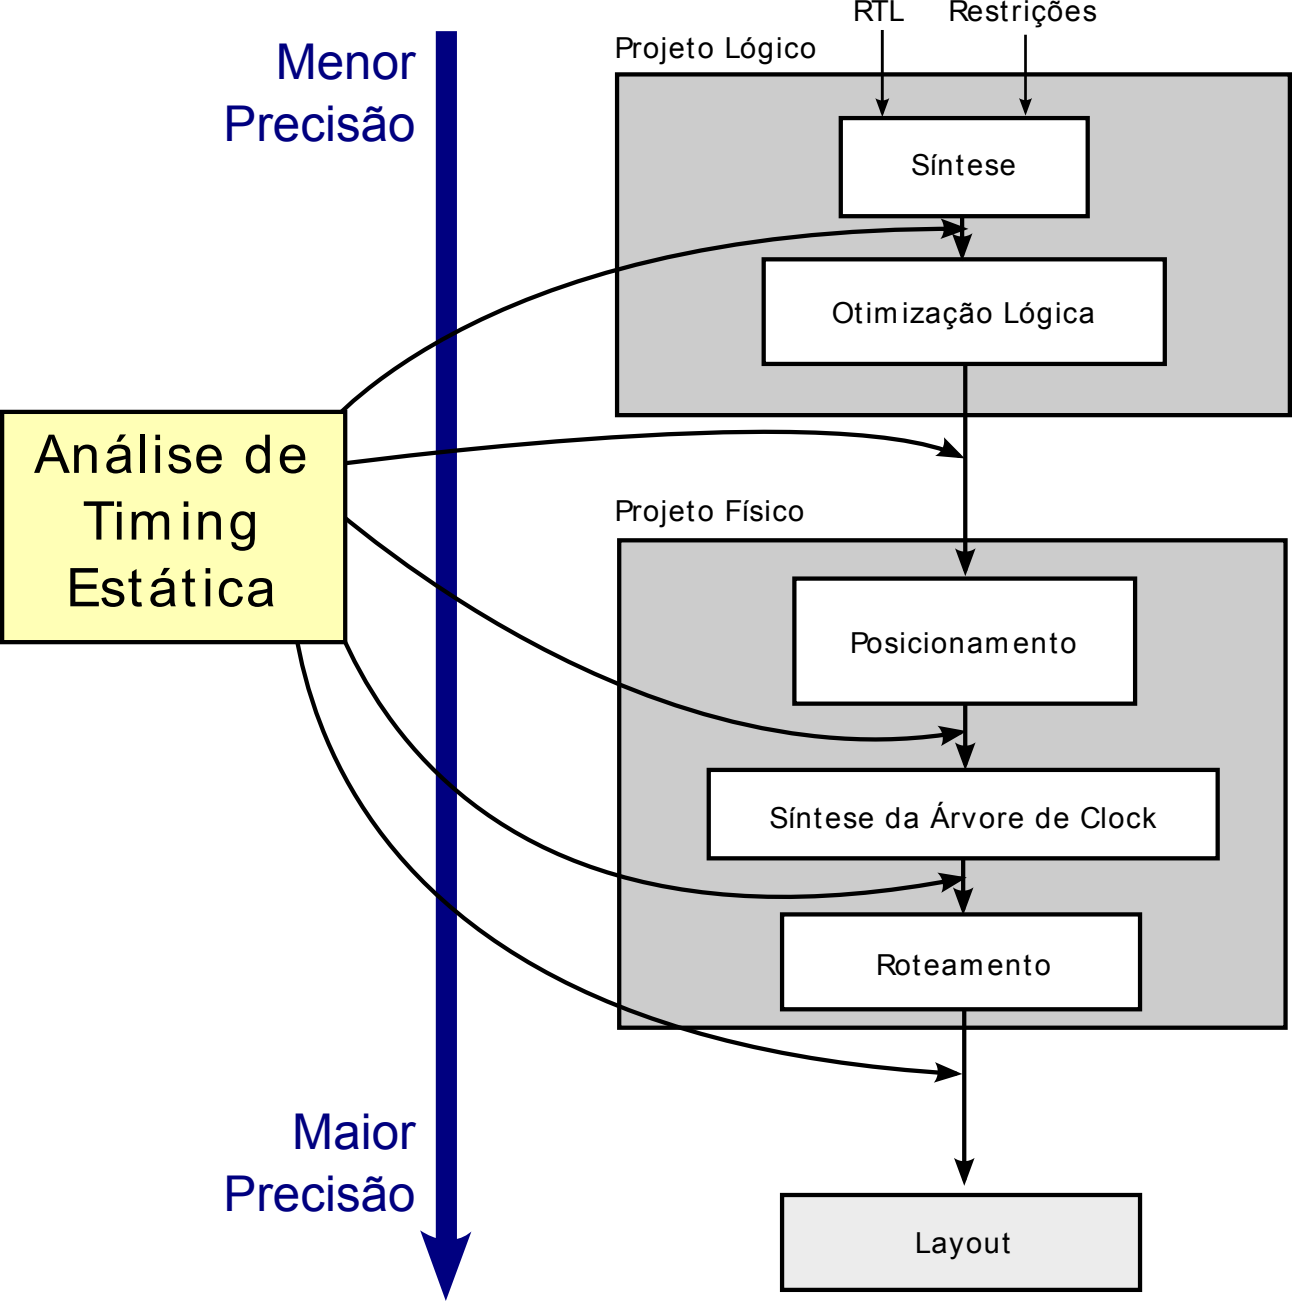 RTL
Restrições
Menor
Precisão
Projeto Lógico
Síntese
Otimização Lógica
Análise de
Timing
Estática
Projeto Físico
Posicionamento
Síntese da Árvore de Clock
Roteamento
Maior
Precisão
Layout